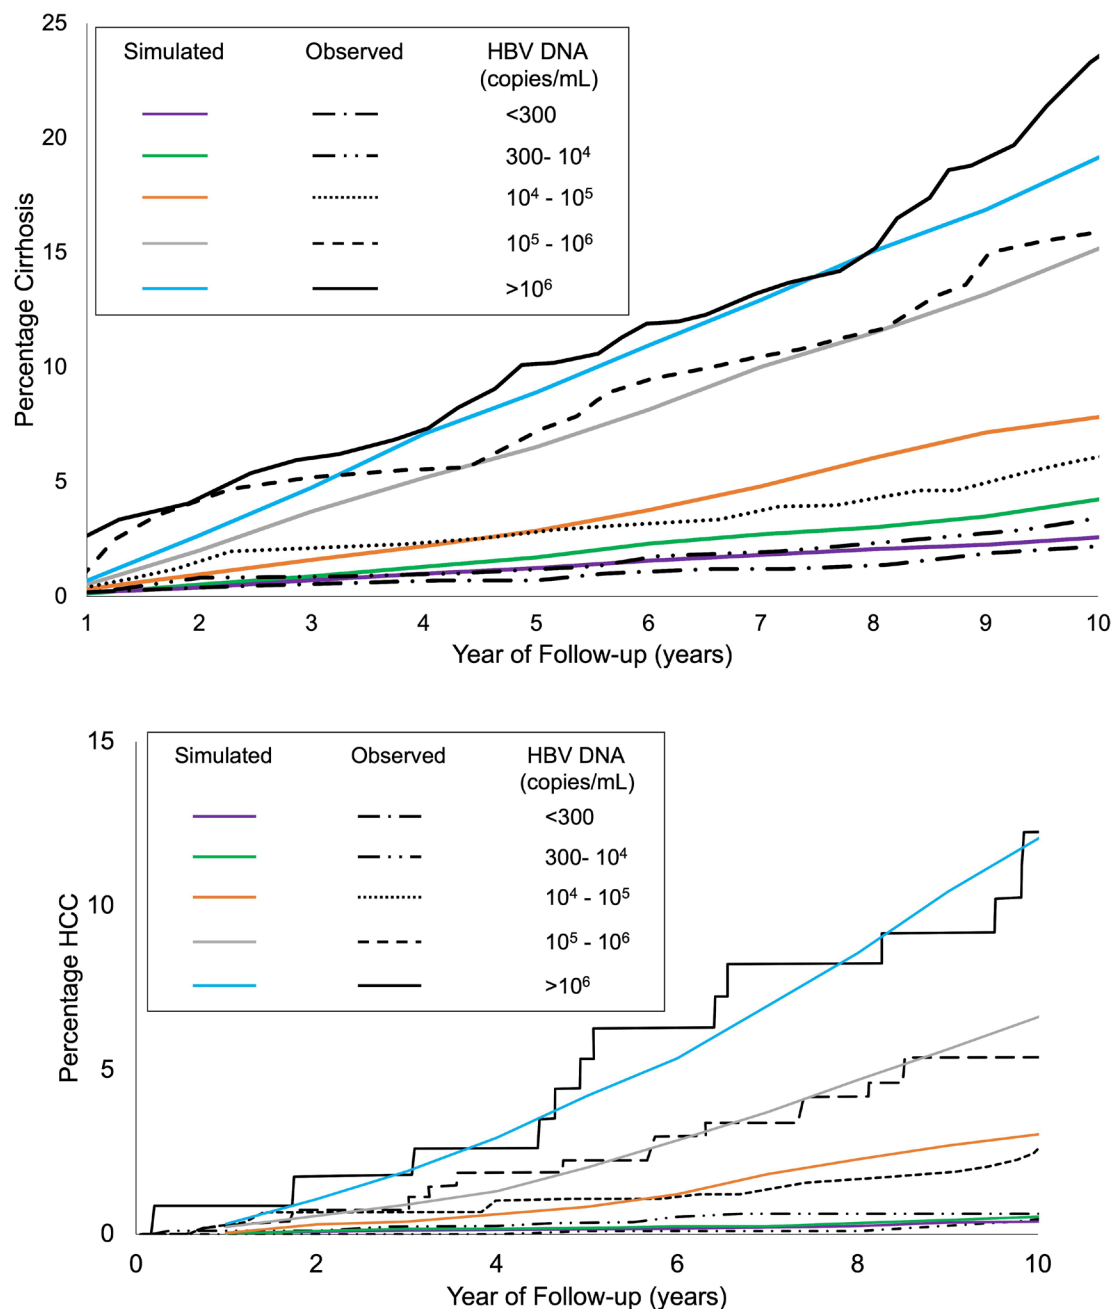 25
20
15
10
5
0
Percentage Cirrhosis
Simulated Observed HBV DNA
(copies/mL)
<300
300- 10⁴
10⁴ - 10⁵
10⁵ - 10⁶
>10⁶
1 2 3 4 5 6 7 8 9 10
Year of Follow-up (years)
15
10
5
0
Percentage HCC
Simulated Observed HBV DNA
(copies/mL)
<300
300- 10⁴
10⁴ - 10⁵
10⁵ - 10⁶
>10⁶
0 2 4 6 8 10
Year of Follow-up (years)